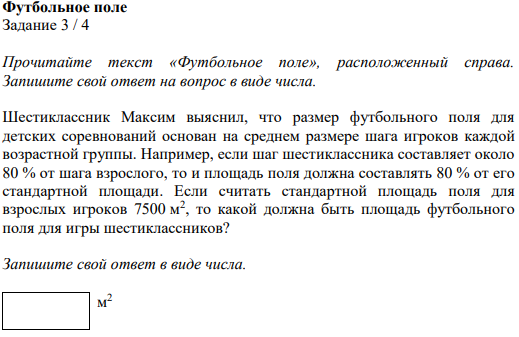 Футбольное поле
Задание 3 / 4
Прочитайте текст «Футбольное поле», расположенный справа.
Запишите свой ответ на вопрос в виде числа.
Шестиклассник Максим выяснил, что размер футбольного поля для
детских соревнований основан на среднем размере шага игроков каждой
возрастной группы. Например, если шаг шестиклассника составляет около
80 % от шага взрослого, то и площадь поля должна составлять 80 % от его
стандартной площади. Если считать стандартной площадь поля для
взрослых игроков 7500 м², то какой должна быть площадь футбольного
поля для игры шестиклассников?
Запишите свой ответ в виде числа.
м²